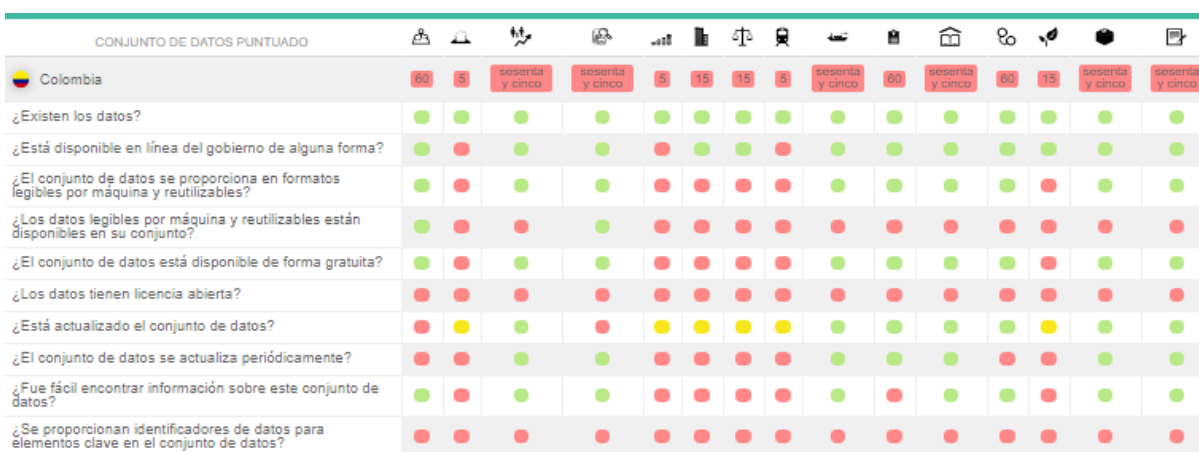 CONJUNTO DE DATOS PUNTUADO
Colombia 60 5 sesenta y cinco sesenta y cinco 5 15 15 5 sesenta y cinco 60 sesenta y cinco 60 15 sesenta y cinco sesenta y cinco
¿Existen los datos?
¿Está disponible en línea del gobierno de alguna forma?
¿El conjunto de datos se proporciona en formatos
legibles por máquina y reutilizables?
¿Los datos legibles por máquina y reutilizables están
disponibles en su conjunto?
¿El conjunto de datos está disponible de forma gratuita?
¿Los datos tienen licencia abierta?
¿Está actualizado el conjunto de datos?
¿El conjunto de datos se actualiza periódicamente?
¿Fue fácil encontrar información sobre este conjunto de
datos?
¿Se proporcionan identificadores de datos para
elementos clave en el conjunto de datos?